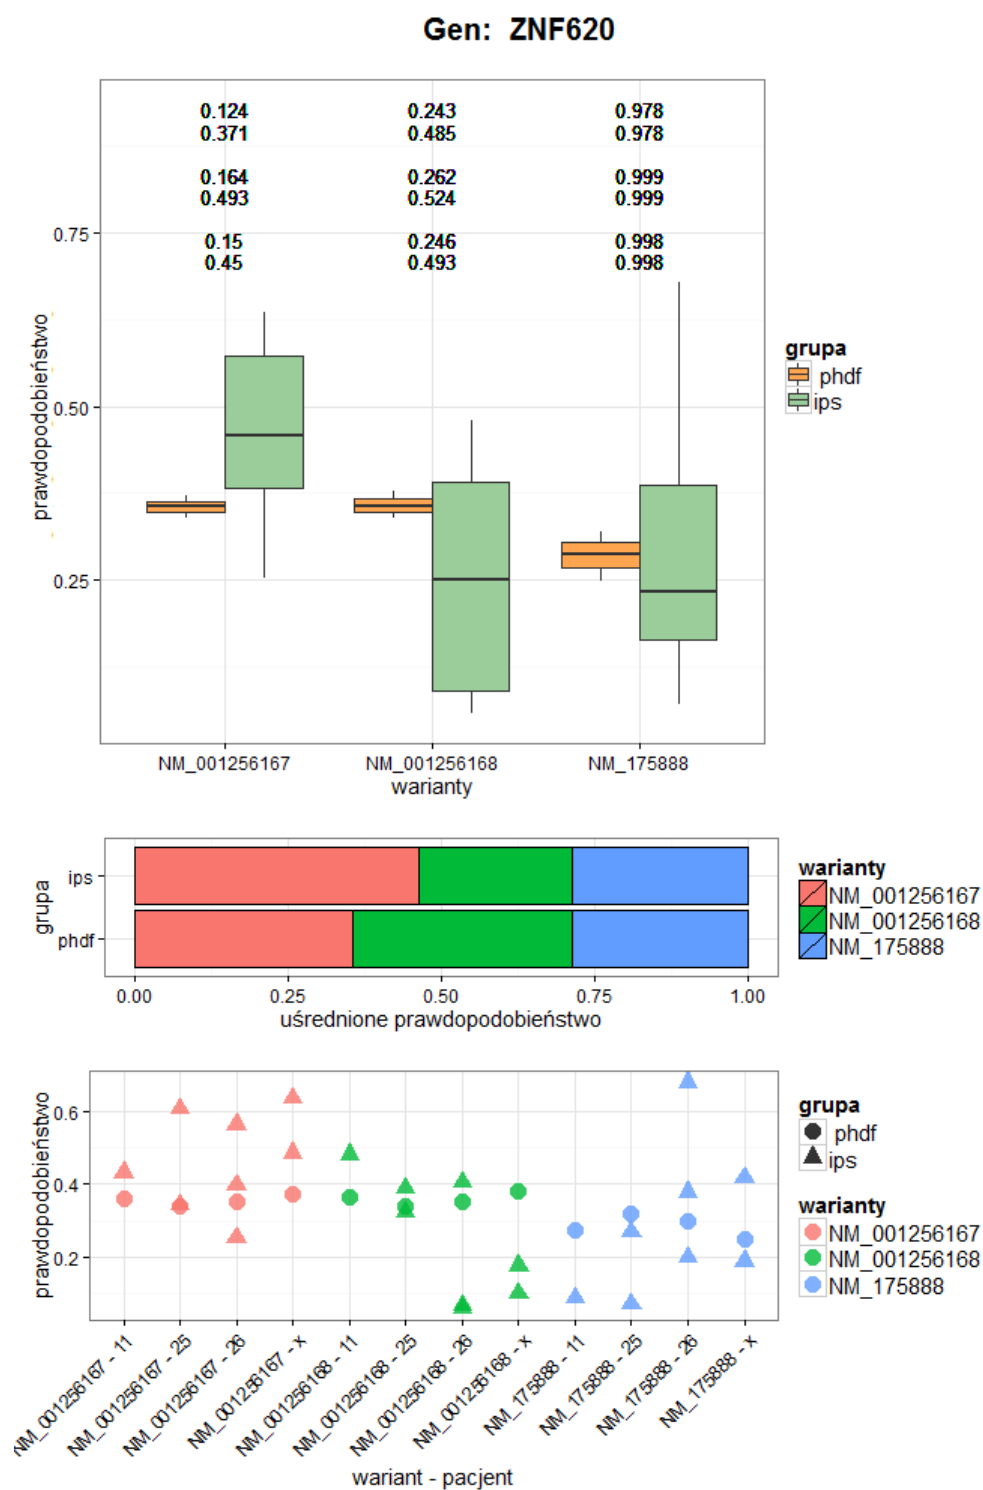 Gen:  ZNF620
0.124 0.243 0.978
0.371 0.485 0.978
0.164 0.262 0.999
0.493 0.524 0.999
0.15 0.246 0.998
0.45 0.493 0.998
0.75
0.50
0.25
prawdopodobieństwo
NM_001256167 NM_001256168 NM_175888
warianty
grupa
phdf
ips
ips
phdf
grupa
0.00 0.25 0.50 0.75 1.00
uśrednione prawdopodobieństwo
warianty
NM_001256167
NM_001256168
NM_175888
0.6
0.4
0.2
prawdopodobieństwo
NM_001256167 - 11
NM_001256167 - 25
NM_001256167 - 26
NM_001256167 - x
NM_001256168 - 11
NM_001256168 - 25
NM_001256168 - 26
NM_001256168 - x
NM_175888 - 11
NM_175888 - 25
NM_175888 - 26
NM_175888 - x
wariant - pacjent
grupa
phdf
ips
warianty
NM_001256167
NM_001256168
NM_175888